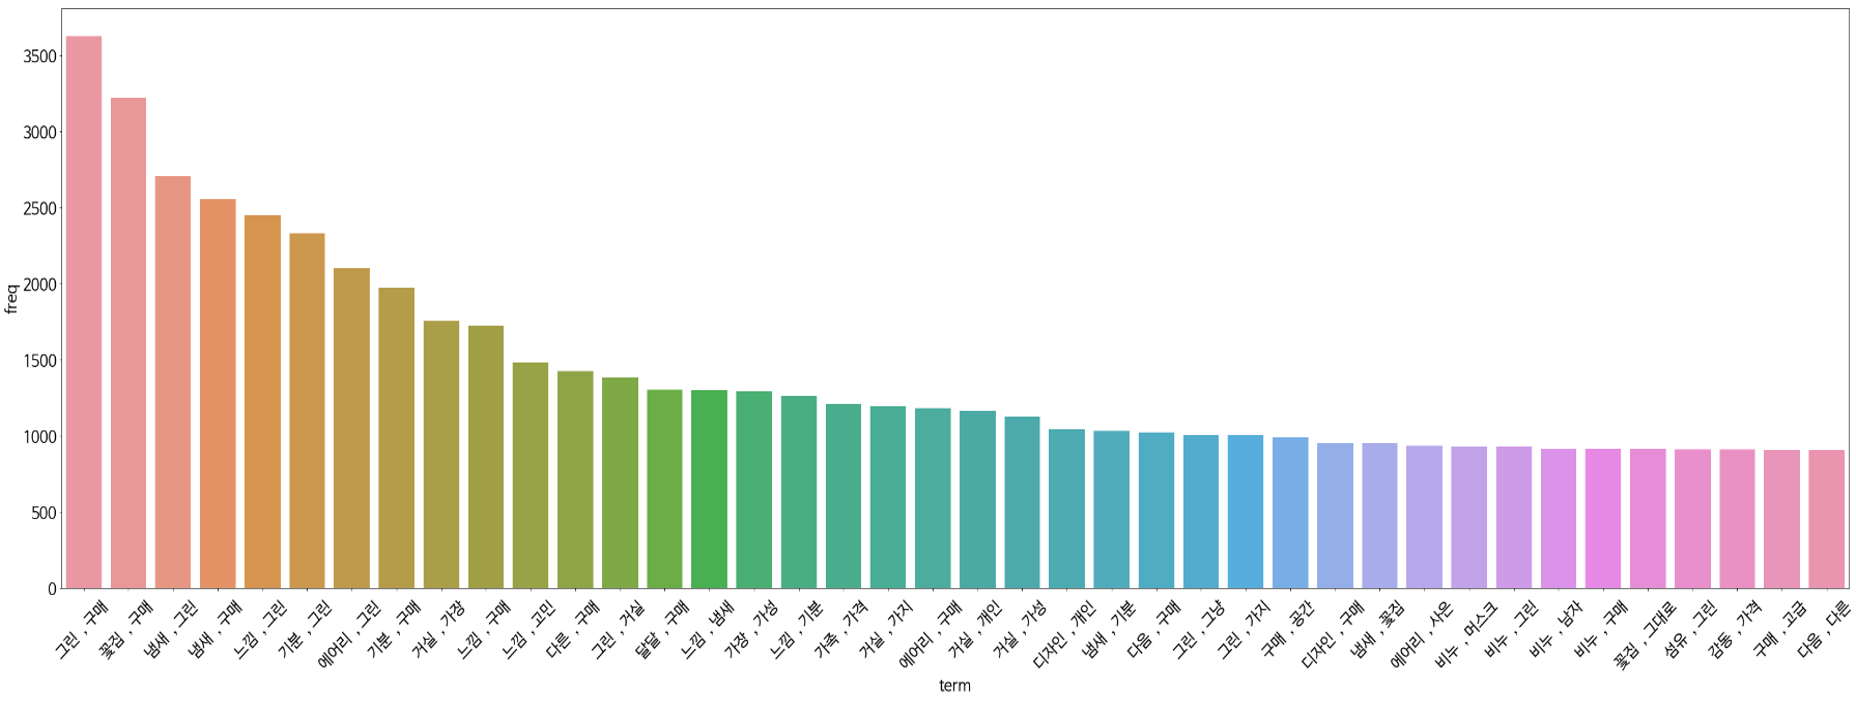 freq
3500
3000
2500
2000
1500
1000
500
0
그린 , 구매
꽃집 , 구매
냄새 , 그린
냄새 , 구매
느낌 , 그린
기분 , 그린
에어리 , 그린
기분 , 구매
거실 , 가장
느낌 , 구매
느낌 , 고민
다른 , 구매
그린 , 거실
달달 , 구매
느낌 , 냄새
가장 , 가성
느낌 , 기분
가족 , 가격
거실 , 가지
에어리 , 구매
거실 , 개인
거실 , 가성
디자인 , 개인
냄새 , 기분
다음 , 구매
그린 , 그냥
그린 , 가지
구매 , 공간
디자인 , 구매
냄새 , 꽃집
에어리 , 사은
비누 , 머스크
비누 , 그린
비누 , 남자
비누 , 구매
꽃집 , 그대로
섬유 , 그린
감동 , 가격
구매 , 고급
다음 , 다른
term